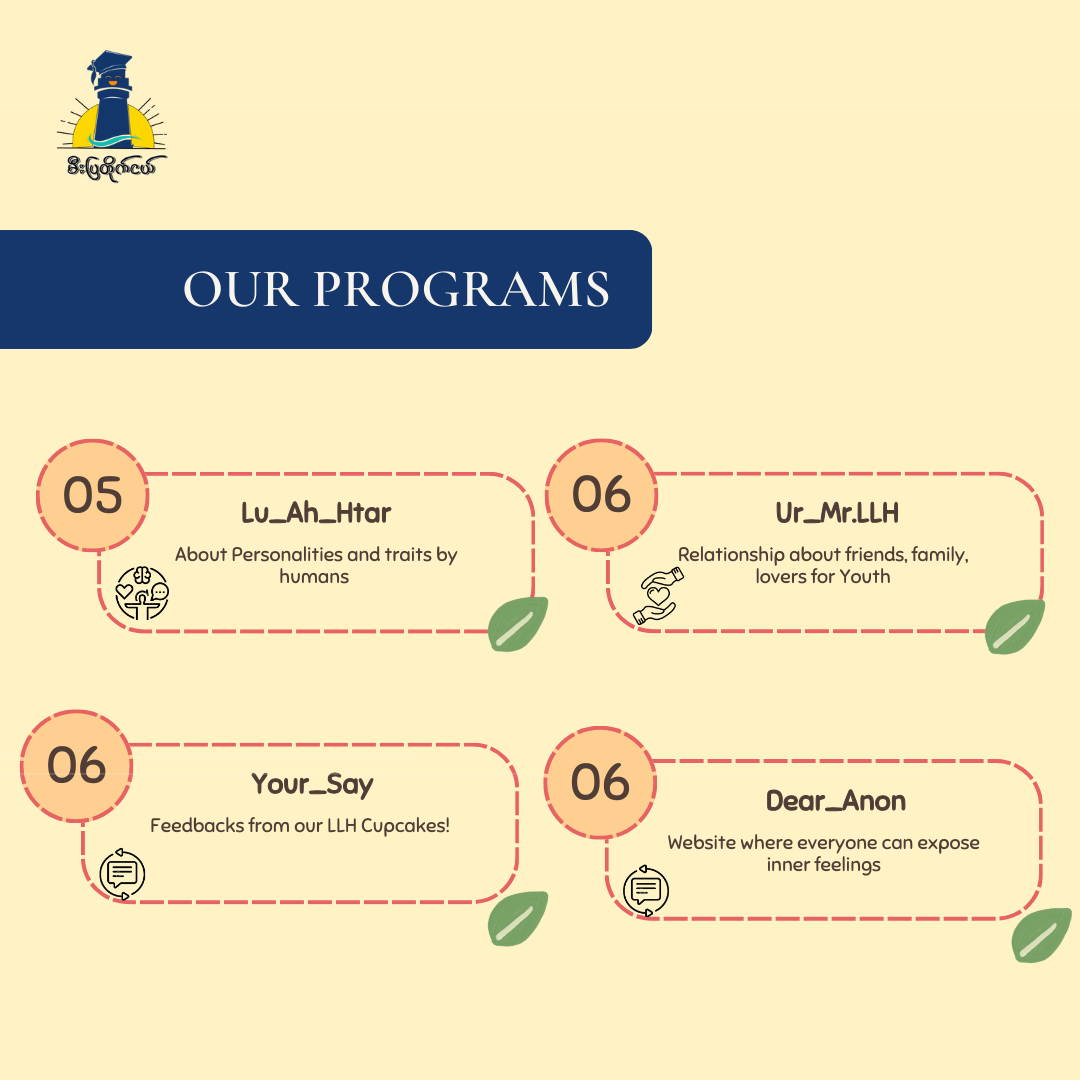 မီးပြတိုက်ငယ်
OUR PROGRAMS
05
Lu_Ah_Htar
About Personalities and traits by
humans
06
Ur_Mr.LLH
Relationship about friends, family,
lovers for Youth
06
Your_Say
Feedbacks from our LLH Cupcakes!
06
Dear_Anon
Website where everyone can expose
inner feelings